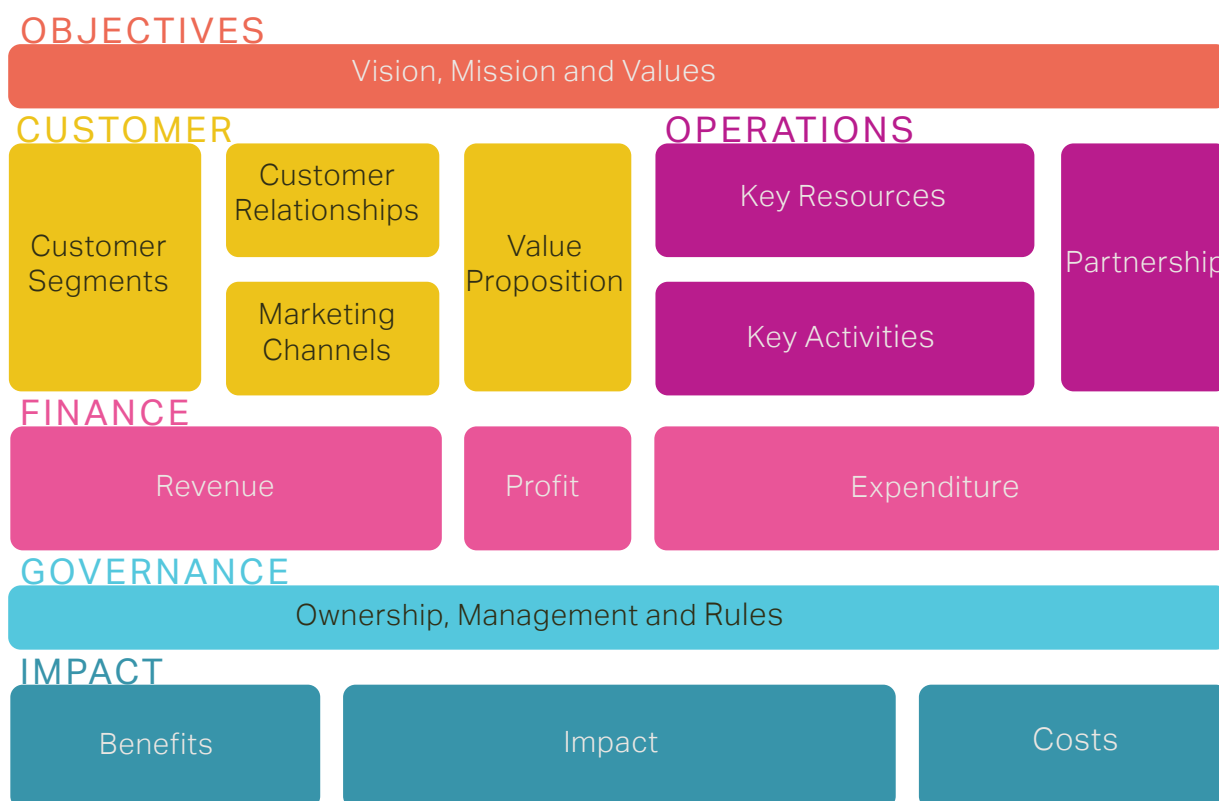 OBJECTIVES
Vision, Mission and Values
CUSTOMER
OPERATIONS
Customer
Segments
Customer
Relationships
Marketing
Channels
Value
Proposition
Key Resources
Key Activities
Partnership
FINANCE
Revenue
Profit
Expenditure
GOVERNANCE
Ownership, Management and Rules
IMPACT
Benefits
Impact
Costs